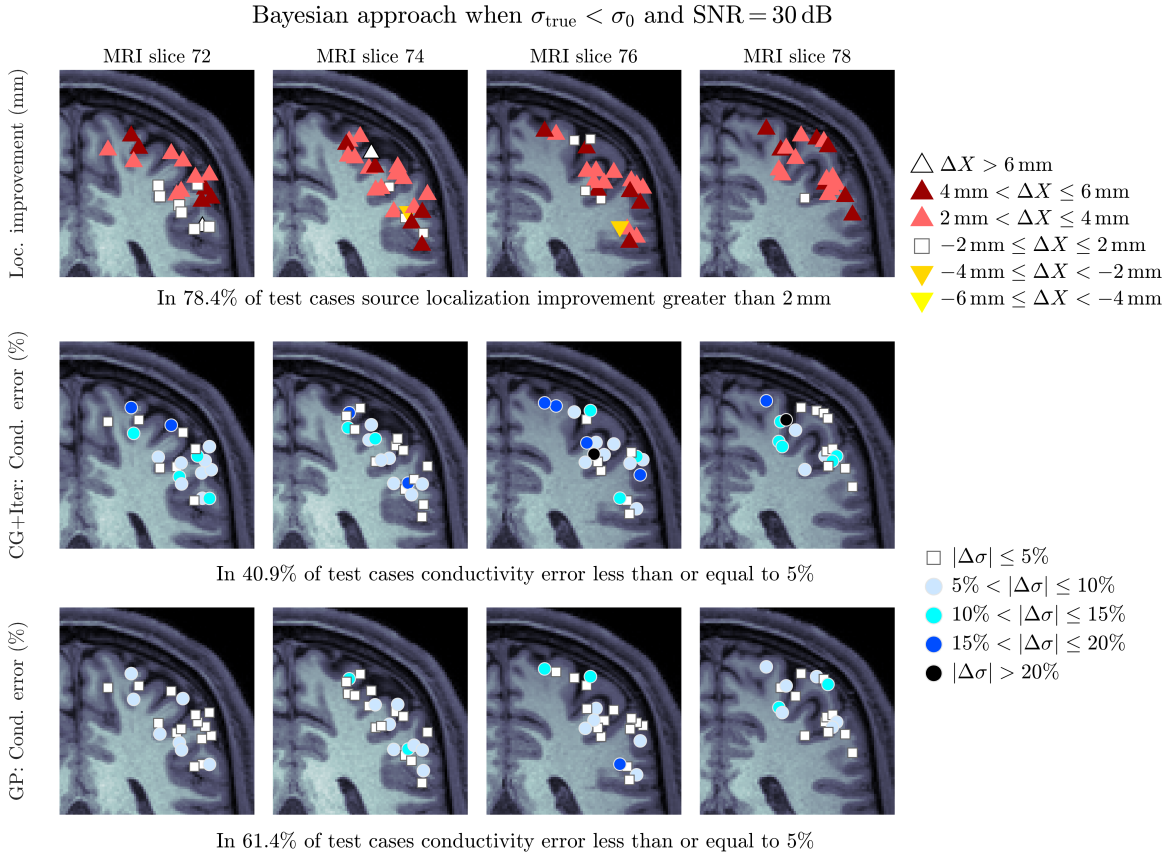 Bayesian approach when σtrue < σ0 and SNR = 30 dB
MRI slice 72
MRI slice 74
MRI slice 76
MRI slice 78
Loc. improvement (mm)
ΔX > 6 mm
4 mm < ΔX ≤ 6 mm
2 mm < ΔX ≤ 4 mm
−2 mm ≤ ΔX ≤ 2 mm
−4 mm ≤ ΔX < −2 mm
−6 mm ≤ ΔX < −4 mm
In 78.4% of test cases source localization improvement greater than 2 mm
CG+Iter: Cond. error (%)
In 40.9% of test cases conductivity error less than or equal to 5%
|Δσ| ≤ 5%
5% < |Δσ| ≤ 10%
10% < |Δσ| ≤ 15%
15% < |Δσ| ≤ 20%
|Δσ| > 20%
GP: Cond. error (%)
In 61.4% of test cases conductivity error less than or equal to 5%